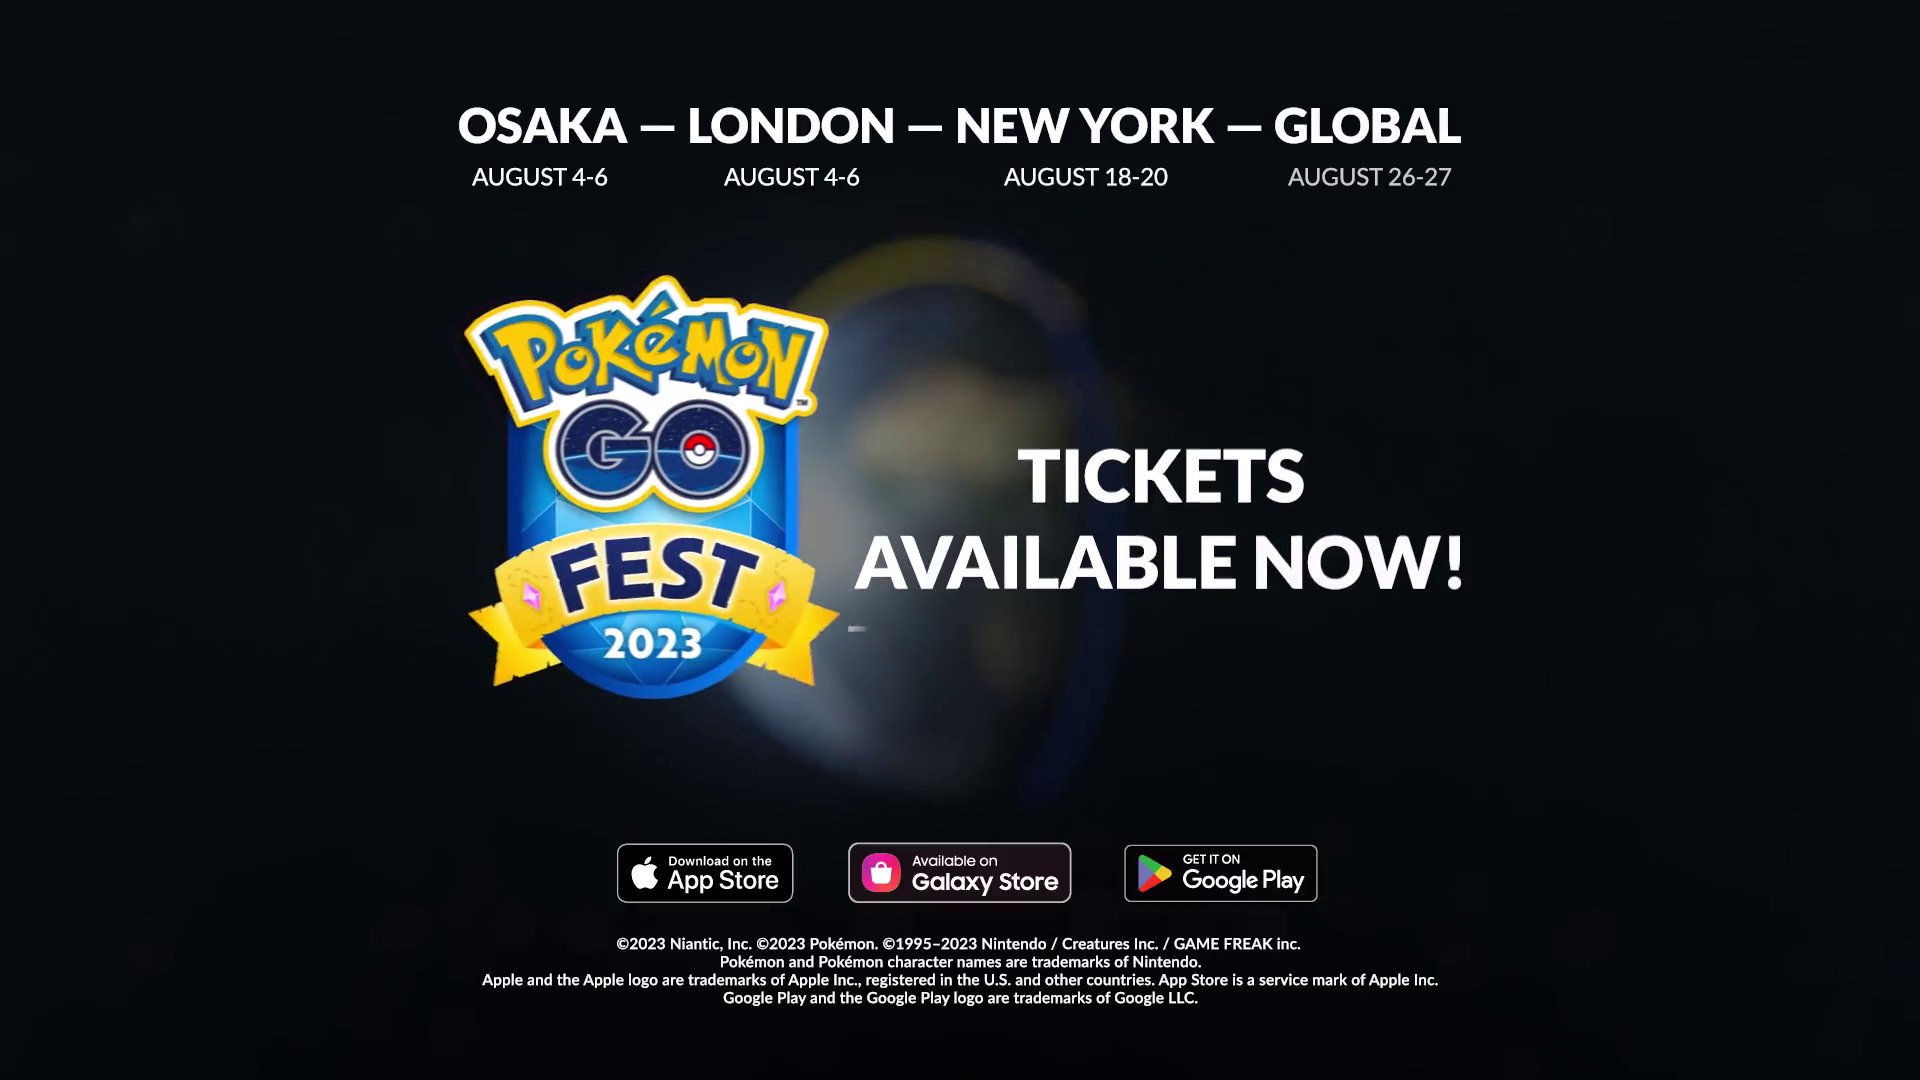 OSAKA — LONDON — NEW YORK — GLOBAL
AUGUST 4-6 AUGUST 4-6 AUGUST 18-20 AUGUST 26-27
POKéMON
™
GO
FEST
2023
TICKETS
AVAILABLE NOW!
Download on the
App Store
Available on
Galaxy Store
GET IT ON
Google Play
©2023 Niantic, Inc. ©2023 Pokémon. ©1995–2023 Nintendo / Creatures Inc. / GAME FREAK inc.
Pokémon and Pokémon character names are trademarks of Nintendo.
Apple and the Apple logo are trademarks of Apple Inc., registered in the U.S. and other countries. App Store is a service mark of Apple Inc.
Google Play and the Google Play logo are trademarks of Google LLC.